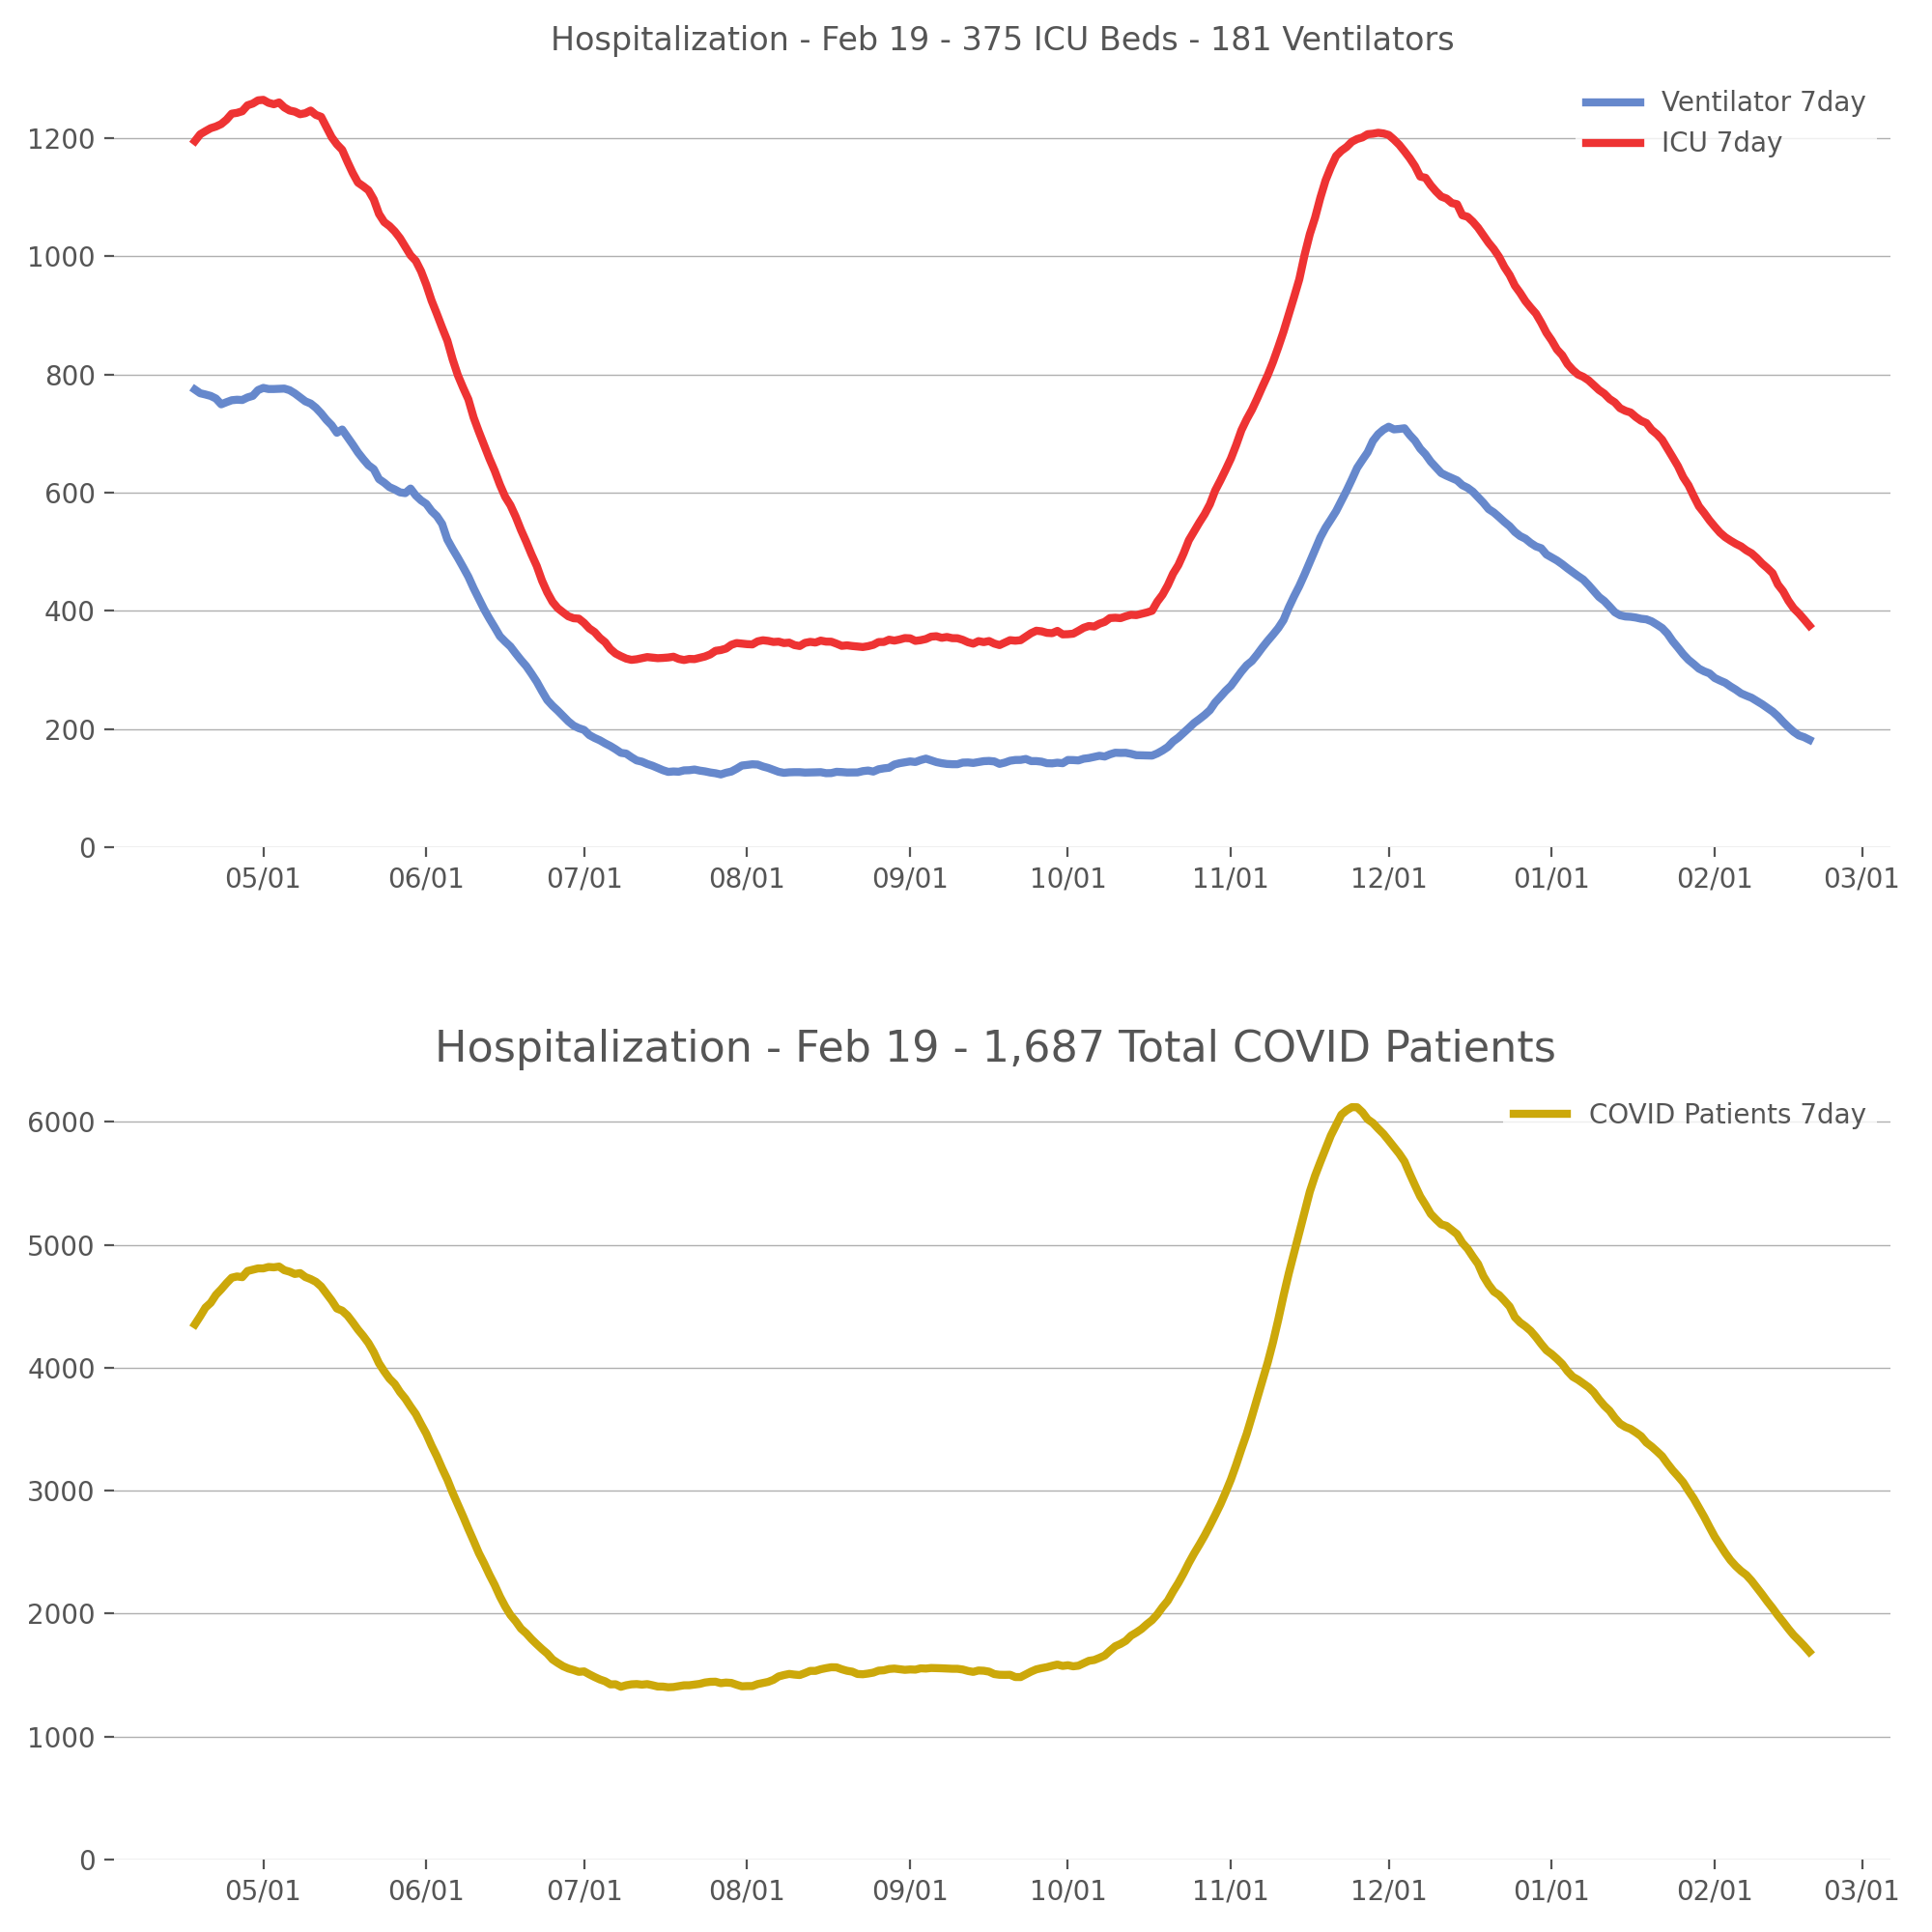 Hospitalization - Feb 19 - 375 ICU Beds - 181 Ventilators
Ventilator 7day
ICU 7day
1200
1000
800
600
400
200
0
05/01 06/01 07/01 08/01 09/01 10/01 11/01 12/01 01/01 02/01 03/01
Hospitalization - Feb 19 - 1,687 Total COVID Patients
COVID Patients 7day
6000
5000
4000
3000
2000
1000
0
05/01 06/01 07/01 08/01 09/01 10/01 11/01 12/01 01/01 02/01 03/01